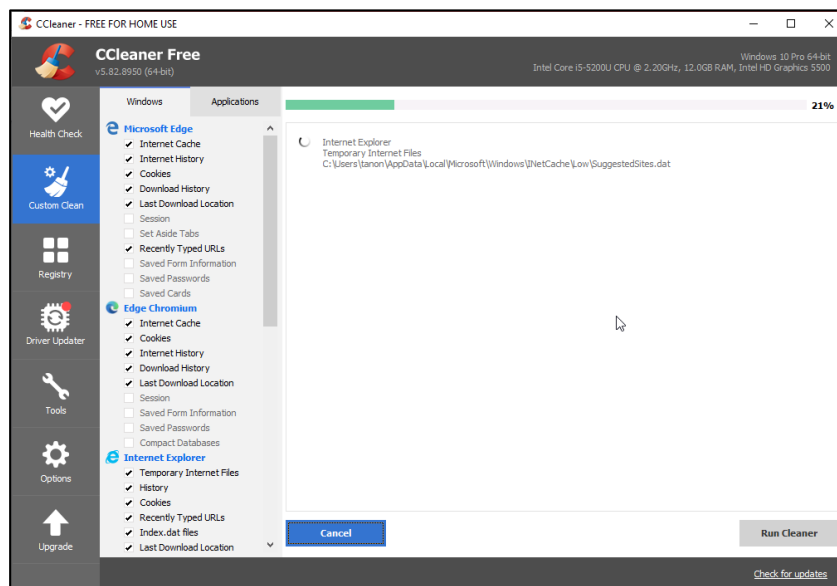 CCleaner - FREE FOR HOME USE
CCleaner Free
v5.82.8950 (64-bit)
Windows 10 Pro 64-bit
Intel Core i5-5200U CPU @ 2.20GHz, 12.0GB RAM, Intel HD Graphics 5500
Health Check
Custom Clean
Registry
Driver Updater
Tools
Options
Upgrade
Windows
Applications
Microsoft Edge
Internet Cache
Internet History
Cookies
Download History
Last Download Location
Session
Set Aside Tabs
Recently Typed URLs
Saved Form Information
Saved Passwords
Saved Cards
Edge Chromium
Internet Cache
Cookies
Internet History
Download History
Last Download Location
Session
Saved Form Information
Saved Passwords
Compact Databases
Internet Explorer
Temporary Internet Files
History
Cookies
Recently Typed URLs
Index.dat files
Last Download Location
21%
Internet Explorer
Temporary Internet Files
C:\Users\tanon\AppData\Local\Microsoft\Windows\INetCache\Low\SuggestedSites.dat
Cancel
Run Cleaner
Check for updates